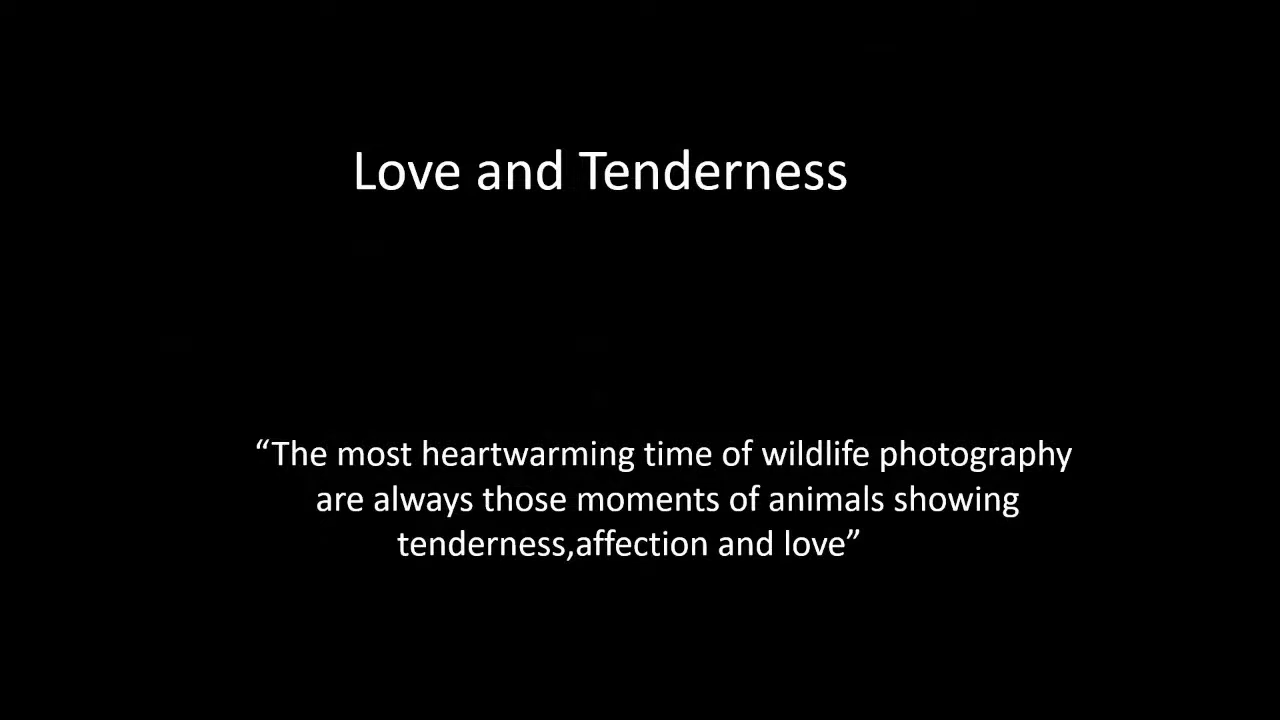 Love and Tenderness
“The most heartwarming time of wildlife photography
are always those moments of animals showing
tenderness,affection and love”